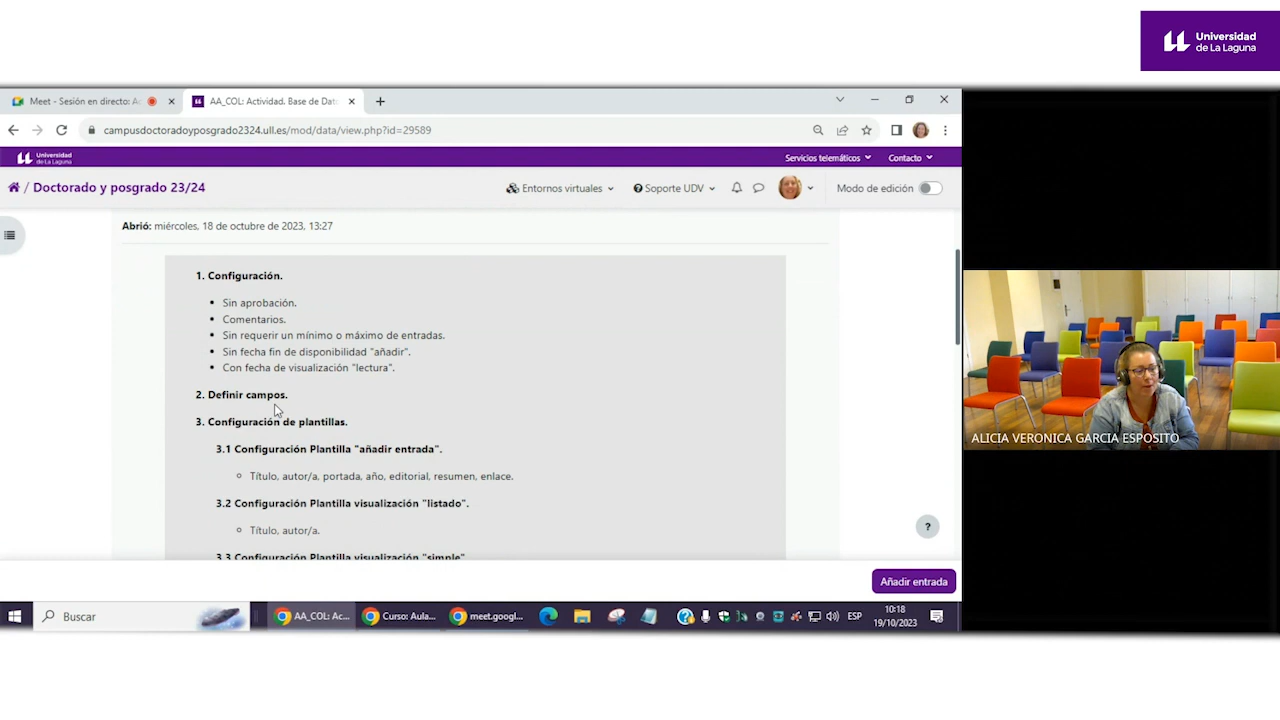 Universidad
de La Laguna
Meet - Sesión en directo: A
AA_COL: Actividad. Base de Dat
campusdoctoradoyposgrado2324.ull.es/mod/data/view.php?id=29589
Universidad
de La Laguna
Servicios telemáticos
Contacto
/ Doctorado y posgrado 23/24
Entornos virtuales
Soporte UDV
Modo de edición
Abrió: miércoles, 18 de octubre de 2023, 13:27
1. Configuración.
• Sin aprobación.
• Comentarios.
• Sin requerir un mínimo o máximo de entradas.
• Sin fecha fin de disponibilidad "añadir".
• Con fecha de visualización "lectura".
2. Definir campos.
3. Configuración de plantillas.
3.1 Configuración Plantilla "añadir entrada".
○ Título, autor/a, portada, año, editorial, resumen, enlace.
3.2 Configuración Plantilla visualización "listado".
○ Título, autor/a.
3.3 Configuración Plantilla visualización "simple"
?
Añadir entrada
ALICIA VERONICA GARCIA ESPOSITO
Buscar
AA_COL: Ac...
Curso: Aula...
meet.googl...
ESP
10:18
19/10/2023